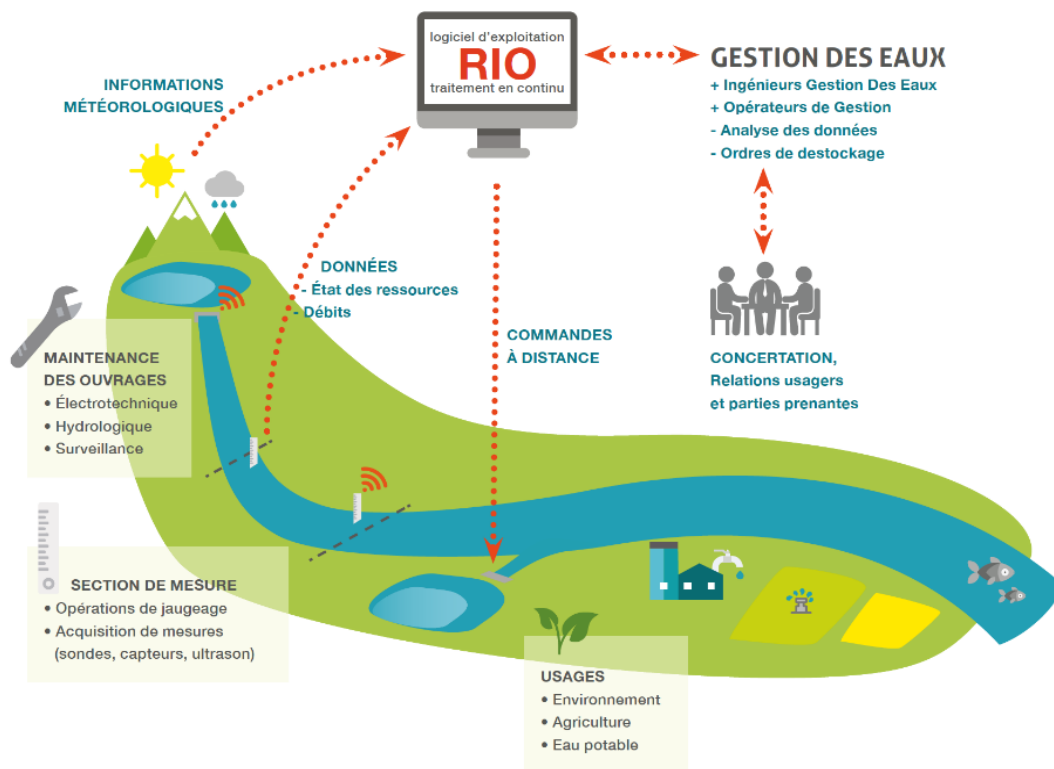 logiciel d'exploitation
RIO
traitement en continu
GESTION DES EAUX
+ Ingénieurs Gestion Des Eaux
+ Opérateurs de Gestion
- Analyse des données
- Ordres de destockage
INFORMATIONS
MÉTÉOROLOGIQUES
DONNÉES
- État des ressources
- Débits
COMMANDES
À DISTANCE
CONCERTATION,
Relations usagers
et parties prenantes
MAINTENANCE
DES OUVRAGES
• Électrotechnique
• Hydrologique
• Surveillance
SECTION DE MESURE
• Opérations de jaugeage
• Acquisition de mesures
(sondes, capteurs, ultrason)
USAGES
• Environnement
• Agriculture
• Eau potable